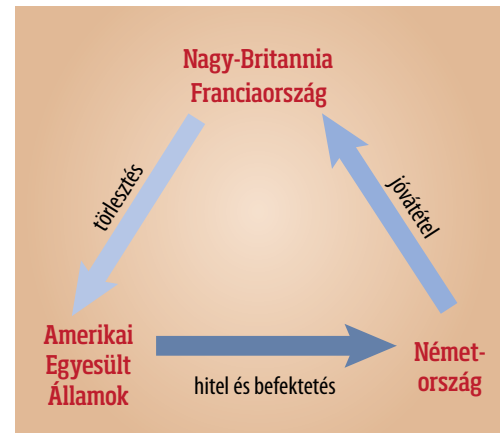 Nagy-Britannia
Franciaország
törlesztés
jóvátétel
Amerikai
Egyesült
Államok
hitel és befektetés
Német-
ország